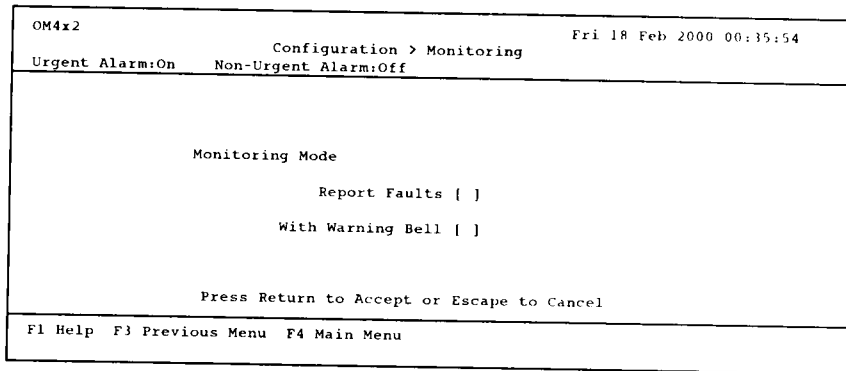 OM4x2 Fri 18 Feb 2000 00:35:54
Configuration > Monitoring
Urgent Alarm:On Non-Urgent Alarm:Off
Monitoring Mode
Report Faults [ ]
With Warning Bell [ ]
Press Return to Accept or Escape to Cancel
F1 Help F3 Previous Menu F4 Main Menu